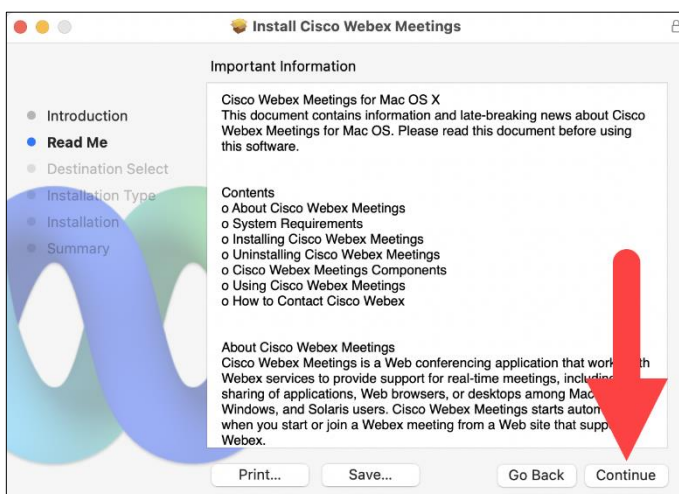 Install Cisco Webex Meetings
Important Information
Introduction
Read Me
Destination Select
Installation Type
Installation
Summary
Cisco Webex Meetings for Mac OS X
This document contains information and late-breaking news about Cisco
Webex Meetings for Mac OS. Please read this document before using
this software.
Contents
o About Cisco Webex Meetings
o System Requirements
o Installing Cisco Webex Meetings
o Uninstalling Cisco Webex Meetings
o Cisco Webex Meetings Components
o Using Cisco Webex Meetings
o How to Contact Cisco Webex
About Cisco Webex Meetings
Cisco Webex Meetings is a Web conferencing application that work
Webex services to provide support for real-time meetings, includ
sharing of applications, Web browsers, or desktops among Mac
Windows, and Solaris users. Cisco Webex Meetings starts autom
when you start or join a Webex meeting from a Web site that supp
Webex.
Print... Save... Go Back Continue